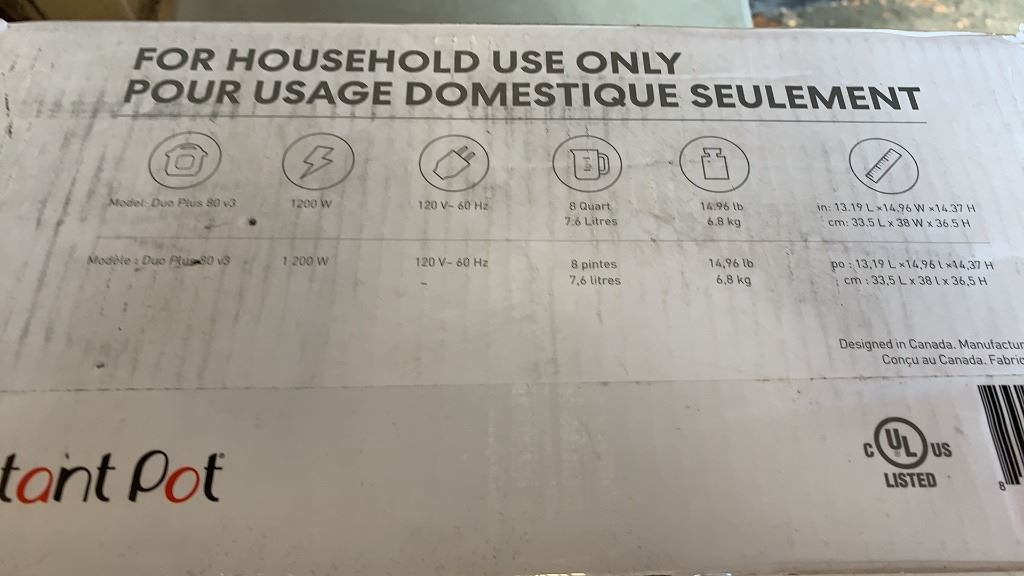 FOR HOUSEHOLD USE ONLY
POUR USAGE DOMESTIQUE SEULEMENT
Model: Duo Plus 80 v3 1200 W 120 V~ 60 Hz 8 Quart 14.96 lb in: 13.19 L ×14.96 W ×14.37 H
7.6 Litres 6.8 kg cm: 33.5 L x 38 W x 36.5 H
Modèle : Duo Plus 80 v3 1 200 W 120 V~ 60 Hz 8 pintes 14,96 lb po : 13,19 L ×14,96 l ×14,37 H
7,6 litres 6,8 kg cm : 33,5 L x 38 l x 36,5 H
Designed in Canada. Manufactur
Conçu au Canada. Fabriq
tant Pot
C UL US
LISTED
8